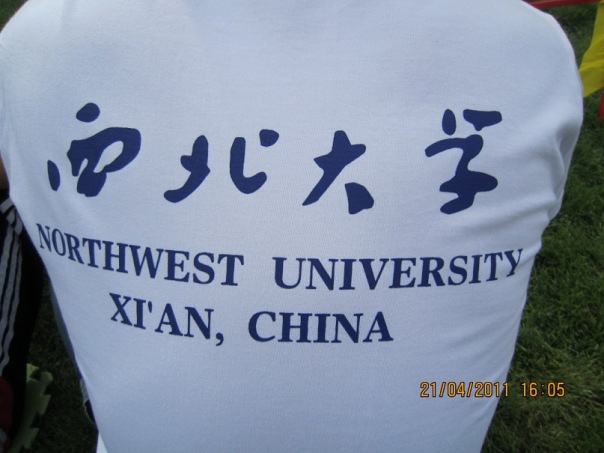 西北大学
NORTHWEST UNIVERSITY
XI'AN, CHINA
21/04/2011 16:05